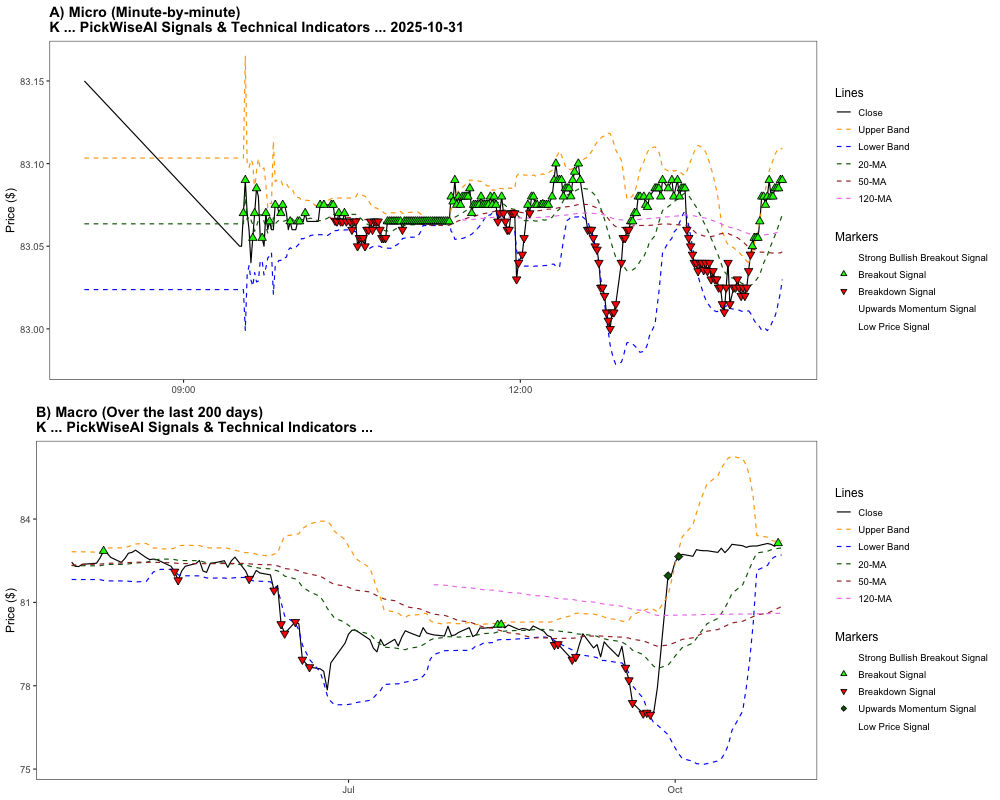 A) Micro (Minute-by-minute)
K ... PickWiseAI Signals & Technical Indicators ... 2025-10-31
Price ($)
83.15
83.10
83.05
83.00
09:00
12:00
Lines
Close
Upper Band
Lower Band
20-MA
50-MA
120-MA
Markers
Strong Bullish Breakout Signal
Breakout Signal
Breakdown Signal
Upwards Momentum Signal
Low Price Signal
B) Macro (Over the last 200 days)
K ... PickWiseAI Signals & Technical Indicators ...
Price ($)
84
81
78
75
Jul
Oct
Lines
Close
Upper Band
Lower Band
20-MA
50-MA
120-MA
Markers
Strong Bullish Breakout Signal
Breakout Signal
Breakdown Signal
Upwards Momentum Signal
Low Price Signal